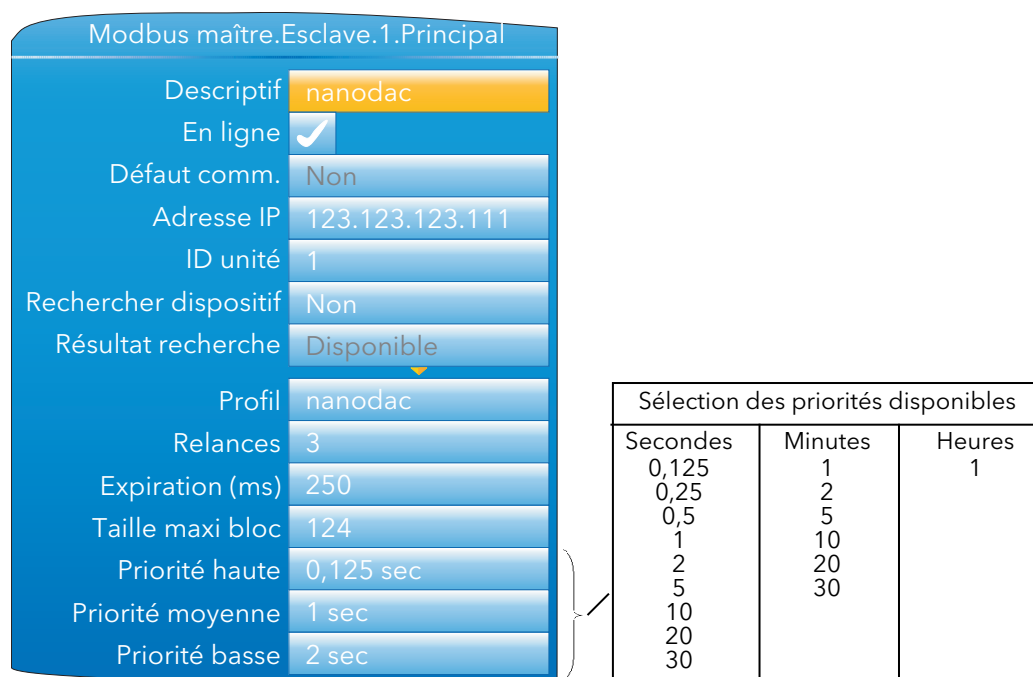 Modbus maître.Esclave.1.Principal
Descriptif nanodac
En ligne
Défaut comm. Non
Adresse IP 123.123.123.111
ID unité 1
Rechercher dispositif Non
Résultat recherche Disponible
Profil nanodac
Relances 3
Expiration (ms) 250
Taille maxi bloc 124
Priorité haute 0,125 sec
Priorité moyenne 1 sec
Priorité basse 2 sec
Sélection des priorités disponibles
Secondes Minutes Heures
0,125 1 1
0,25 2
0,5 5
1 10
2 20
5 30
10
20
30